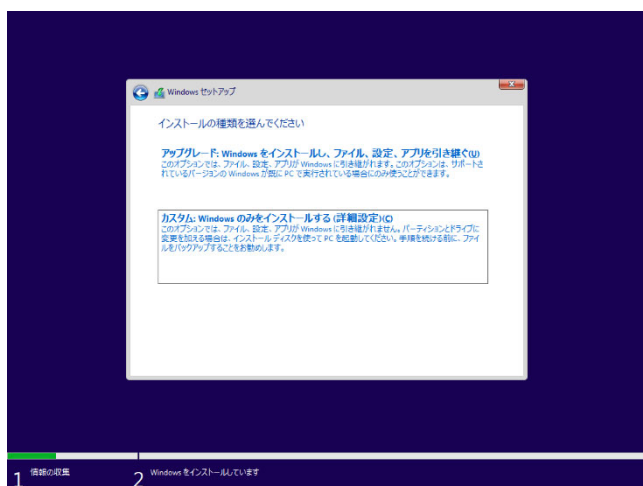 Windows セットアップ
インストールの種類を選んでください
アップグレード: Windows をインストールし、ファイル、設定、アプリを引き継ぐ(U)
このオプションでは、ファイル、設定、アプリが Windows に引き継がれます。このオプションは、サポートさ
れているバージョンの Windows が既に PC で実行されている場合にのみ使うことができます。
カスタム: Windows のみをインストールする (詳細設定)(C)
このオプションでは、ファイル、設定、アプリが Windows に引き継がれません。パーティションとドライブに
変更を加える場合は、インストール ディスクを使って PC を起動してください。手順を続ける前に、ファイ
ルをバックアップすることをお勧めします。
1 情報の収集
2 Windows をインストールしています